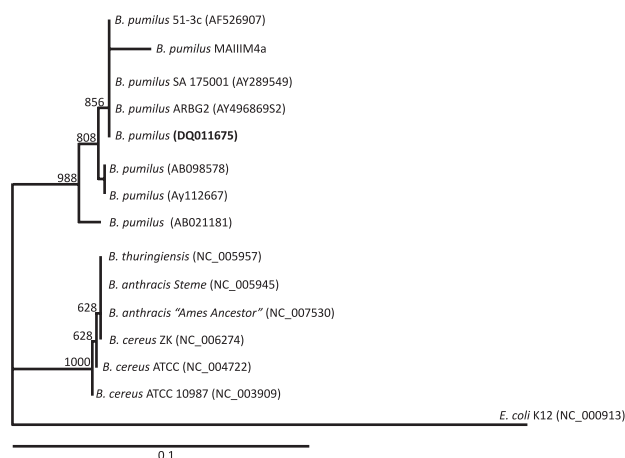 B. pumilus 51-3c (AF526907)
B. pumilus MAIIIM4a
B. pumilus SA 175001 (AY289549)
856
B. pumilus ARBG2 (AY496869S2)
B. pumilus (DQ011675)
808
B. pumilus (AB098578)
988
B. pumilus (Ay112667)
B. pumilus (AB021181)
B. thuringiensis (NC_005957)
B. anthracis Steme (NC_005945)
628
B. anthracis “Ames Ancestor” (NC_007530)
628
B. cereus ZK (NC_006274)
1000
B. cereus ATCC (NC_004722)
B. cereus ATCC 10987 (NC_003909)
E. coli K12 (NC_000913)
0.1